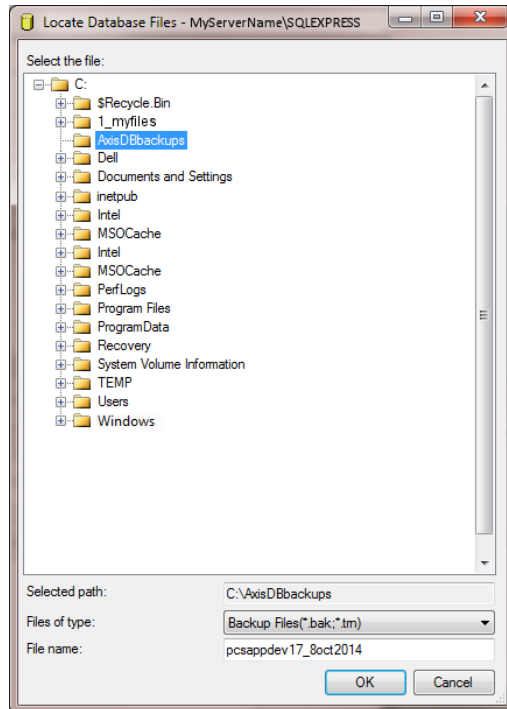 Locate Database Files - MyServerName\SQLEXPRESS
Select the file:
C:
$Recycle.Bin
1_myfiles
AxisDBbackups
Dell
Documents and Settings
inetpub
Intel
MSOCache
Intel
MSOCache
PerfLogs
Program Files
ProgramData
Recovery
System Volume Information
TEMP
Users
Windows
Selected path: C:\AxisDBbackups
Files of type: Backup Files(*.bak;*.tm)
File name: pcsappdev17_8oct2014
OK Cancel